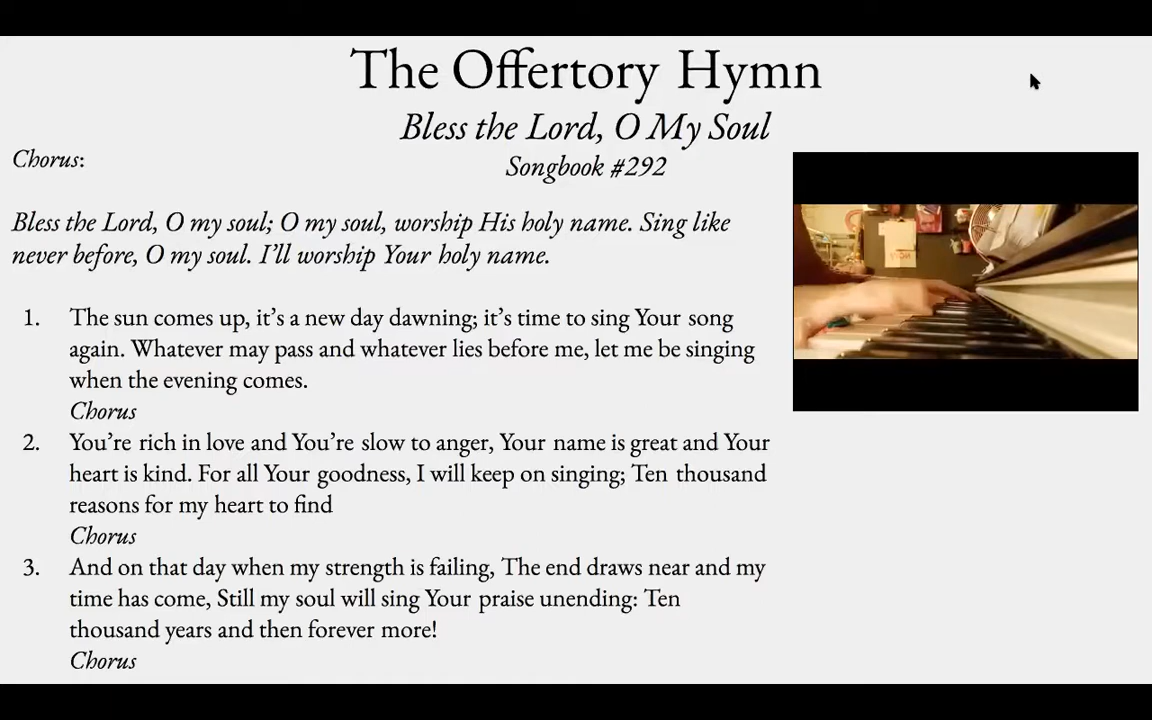 The Offertory Hymn
Bless the Lord, O My Soul
Songbook #292
Chorus:
Bless the Lord, O my soul; O my soul, worship His holy name. Sing like
never before, O my soul. I’ll worship Your holy name.
1. The sun comes up, it’s a new day dawning; it’s time to sing Your song
again. Whatever may pass and whatever lies before me, let me be singing
when the evening comes.
Chorus
2. You’re rich in love and You’re slow to anger, Your name is great and Your
heart is kind. For all Your goodness, I will keep on singing; Ten thousand
reasons for my heart to find
Chorus
3. And on that day when my strength is failing, The end draws near and my
time has come, Still my soul will sing Your praise unending: Ten
thousand years and then forever more!
Chorus